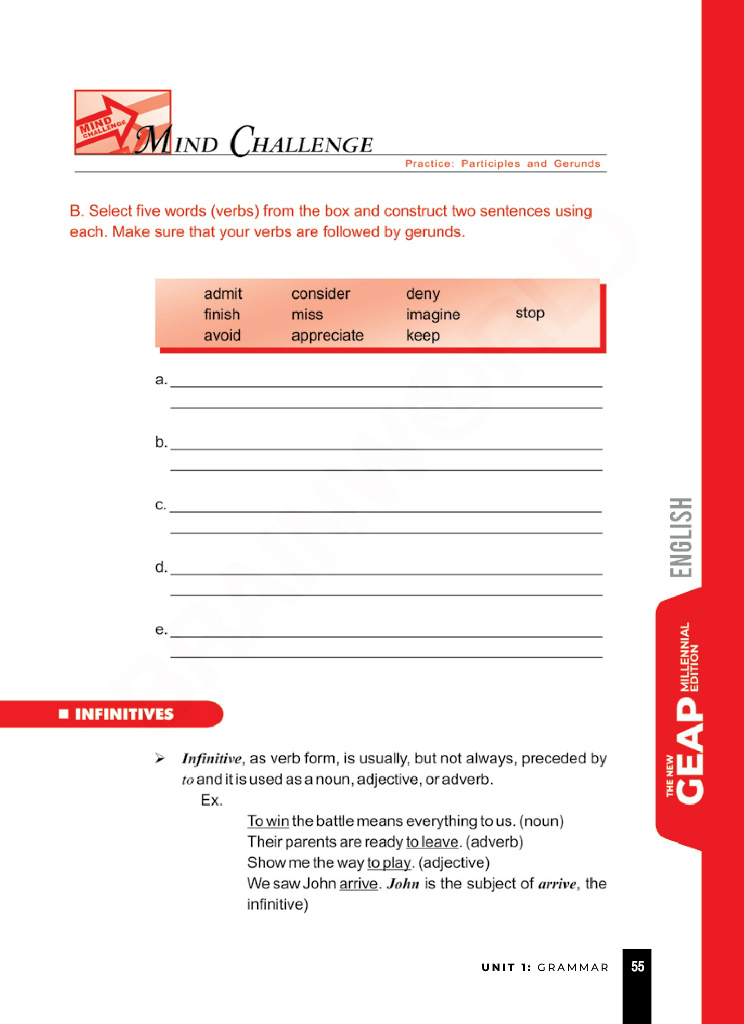 MIND CHALLENGE
MIND CHALLENGE
Practice: Participles and Gerunds
B. Select five words (verbs) from the box and construct two sentences using
each. Make sure that your verbs are followed by gerunds.
admit consider deny
finish miss imagine stop
avoid appreciate keep
a.
b.
c.
d.
e.
ENGLISH
THE NEW GEAP MILLENNIAL EDITION
■ INFINITIVES
➢ Infinitive, as verb form, is usually, but not always, preceded by
to and it is used as a noun, adjective, or adverb.
Ex.
To win the battle means everything to us. (noun)
Their parents are ready to leave. (adverb)
Show me the way to play. (adjective)
We saw John arrive. John is the subject of arrive, the
infinitive)
UNIT 1: GRAMMAR 55